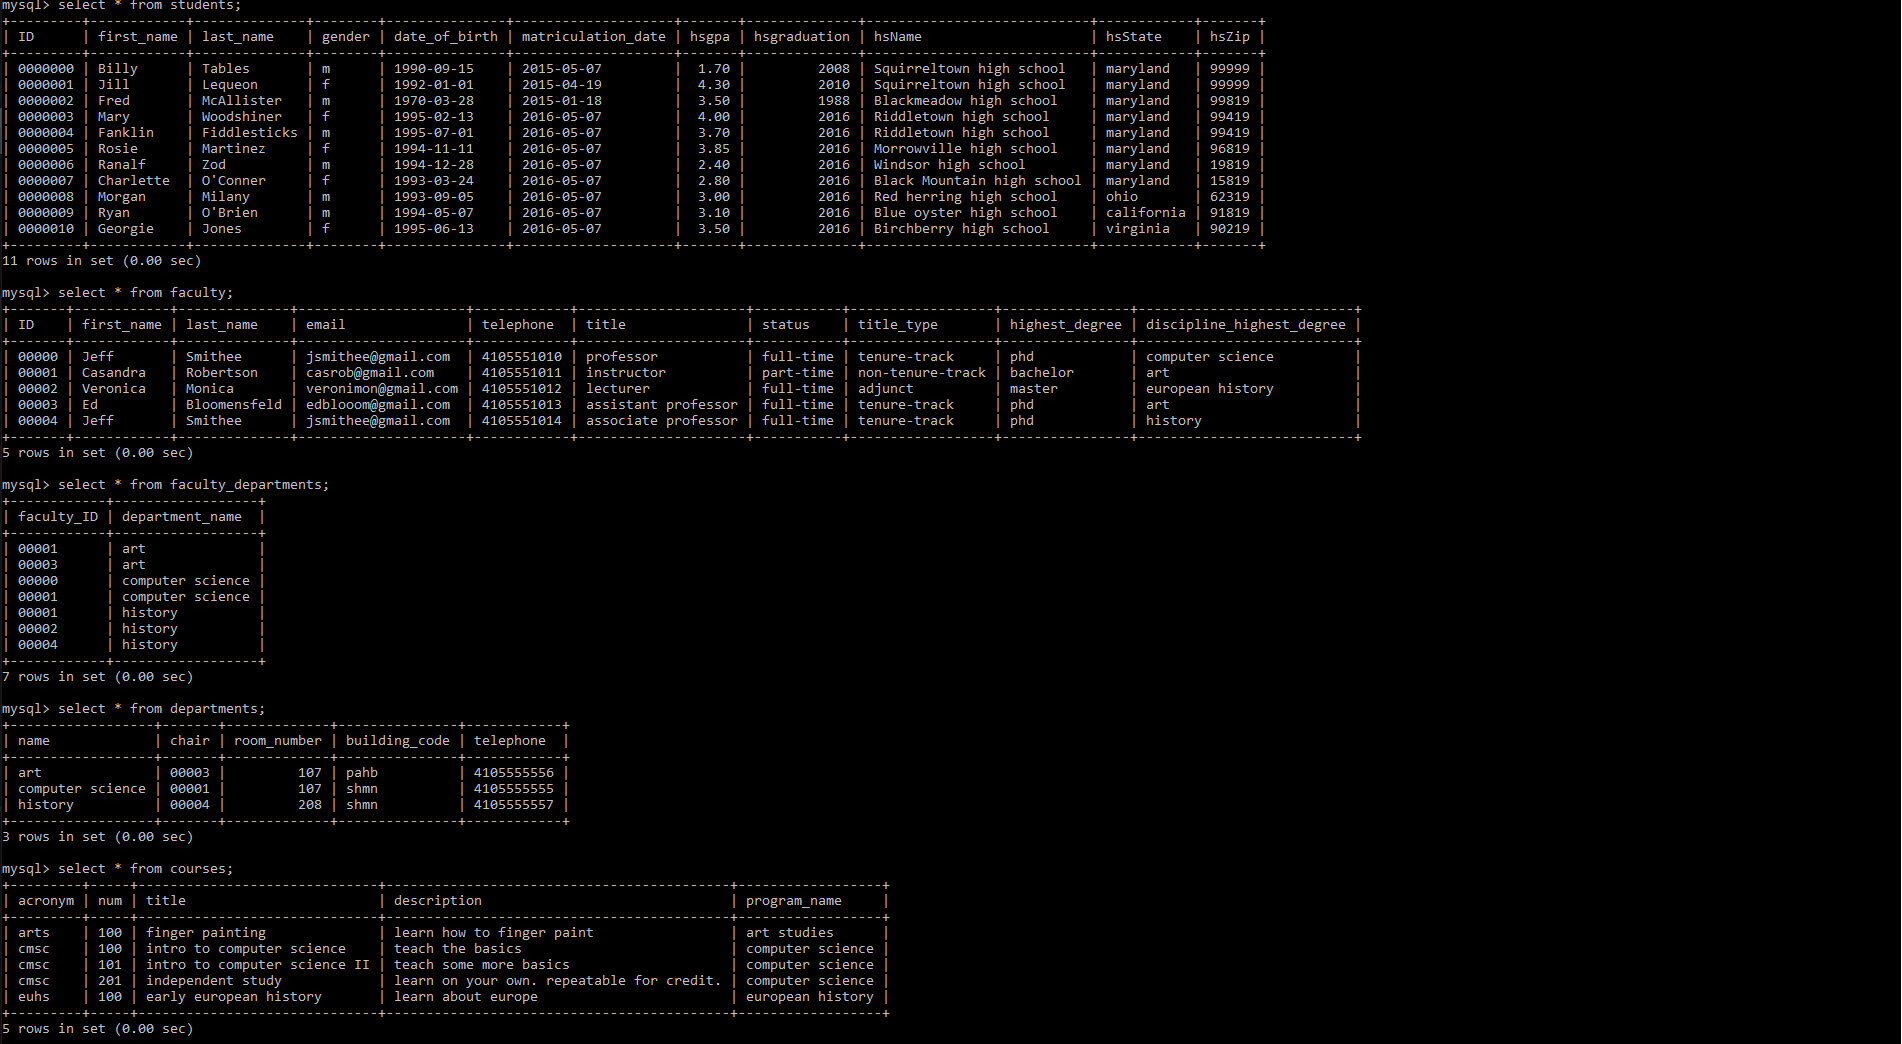 mysql> select * from students;
+---------+------------+--------------+--------+---------------+--------------------+-------+--------------+----------------------------+------------+-------+
| ID      | first_name | last_name    | gender | date_of_birth | matriculation_date | hsgpa | hsgraduation | hsName                     | hsState    | hsZip |
+---------+------------+--------------+--------+---------------+--------------------+-------+--------------+----------------------------+------------+-------+
| 0000000 | Billy      | Tables       | m      | 1990-09-15    | 2015-05-07         |  1.70 |         2008 | Squirreltown high school   | maryland   | 99999 |
| 0000001 | Jill       | Lequeon      | f      | 1992-01-01    | 2015-04-19         |  4.30 |         2010 | Squirreltown high school   | maryland   | 99999 |
| 0000002 | Fred       | McAllister   | m      | 1970-03-28    | 2015-01-18         |  3.50 |         1988 | Blackmeadow high school    | maryland   | 99819 |
| 0000003 | Mary       | Woodshiner   | f      | 1995-02-13    | 2016-05-07         |  4.00 |         2016 | Riddletown high school     | maryland   | 99419 |
| 0000004 | Fanklin    | Fiddlesticks | m      | 1995-07-01    | 2016-05-07         |  3.70 |         2016 | Riddletown high school     | maryland   | 99419 |
| 0000005 | Rosie      | Martinez     | f      | 1994-11-11    | 2016-05-07         |  3.85 |         2016 | Morrowville high school    | maryland   | 96819 |
| 0000006 | Ranalf     | Zod          | m      | 1994-12-28    | 2016-05-07         |  2.40 |         2016 | Windsor high school        | maryland   | 19819 |
| 0000007 | Charlette  | O'Conner     | f      | 1993-03-24    | 2016-05-07         |  2.80 |         2016 | Black Mountain high school | maryland   | 15819 |
| 0000008 | Morgan     | Milany       | m      | 1993-09-05    | 2016-05-07         |  3.00 |         2016 | Red herring high school    | ohio       | 62319 |
| 0000009 | Ryan       | O'Brien      | m      | 1994-05-07    | 2016-05-07         |  3.10 |         2016 | Blue oyster high school    | california | 91819 |
| 0000010 | Georgie    | Jones        | f      | 1995-06-13    | 2016-05-07         |  3.50 |         2016 | Birchberry high school     | virginia   | 90219 |
+---------+------------+--------------+--------+---------------+--------------------+-------+--------------+----------------------------+------------+-------+
11 rows in set (0.00 sec)
mysql> select * from faculty;
+-------+------------+-------------+---------------------+------------+---------------------+-----------+------------------+----------------+---------------------------+
| ID    | first_name | last_name   | email               | telephone  | title               | status    | title_type       | highest_degree | discipline_highest_degree |
+-------+------------+-------------+---------------------+------------+---------------------+-----------+------------------+----------------+---------------------------+
| 00000 | Jeff       | Smithee     | jsmithee@gmail.com  | 4105551010 | professor           | full-time | tenure-track     | phd            | computer science          |
| 00001 | Casandra   | Robertson   | casrob@gmail.com    | 4105551011 | instructor          | part-time | non-tenure-track | bachelor       | art                       |
| 00002 | Veronica   | Monica      | veronimon@gmail.com | 4105551012 | lecturer            | full-time | adjunct          | master         | european history          |
| 00003 | Ed         | Bloomensfeld | edblooom@gmail.com  | 4105551013 | assistant professor | full-time | tenure-track     | phd            | art                       |
| 00004 | Jeff       | Smithee     | jsmithee@gmail.com  | 4105551014 | associate professor | full-time | tenure-track     | phd            | history                   |
+-------+------------+-------------+---------------------+------------+---------------------+-----------+------------------+----------------+---------------------------+
5 rows in set (0.00 sec)
mysql> select * from faculty_departments;
+------------+------------------+
| faculty_ID | department_name  |
+------------+------------------+
| 00001      | art              |
| 00003      | art              |
| 00000      | computer science |
| 00001      | computer science |
| 00001      | history          |
| 00002      | history          |
| 00004      | history          |
+------------+------------------+
7 rows in set (0.00 sec)
mysql> select * from departments;
+------------------+-------+-------------+---------------+------------+
| name             | chair | room_number | building_code | telephone  |
+------------------+-------+-------------+---------------+------------+
| art              | 00003 |         107 | pahb          | 4105555556 |
| computer science | 00001 |         107 | shmn          | 4105555555 |
| history          | 00004 |         208 | shmn          | 4105555557 |
+------------------+-------+-------------+---------------+------------+
3 rows in set (0.00 sec)
mysql> select * from courses;
+---------+-----+------------------------------+-------------------------------------------+------------------+
| acronym | num | title                        | description                               | program_name     |
+---------+-----+------------------------------+-------------------------------------------+------------------+
| arts    | 100 | finger painting              | learn how to finger paint                 | art studies      |
| cmsc    | 100 | intro to computer science    | teach the basics                          | computer science |
| cmsc    | 101 | intro to computer science II | teach some more basics                    | computer science |
| cmsc    | 201 | independent study            | learn on your own. repeatable for credit. | computer science |
| euhs    | 100 | early european history       | learn about europe                        | european history |
+---------+-----+------------------------------+-------------------------------------------+------------------+
5 rows in set (0.00 sec)